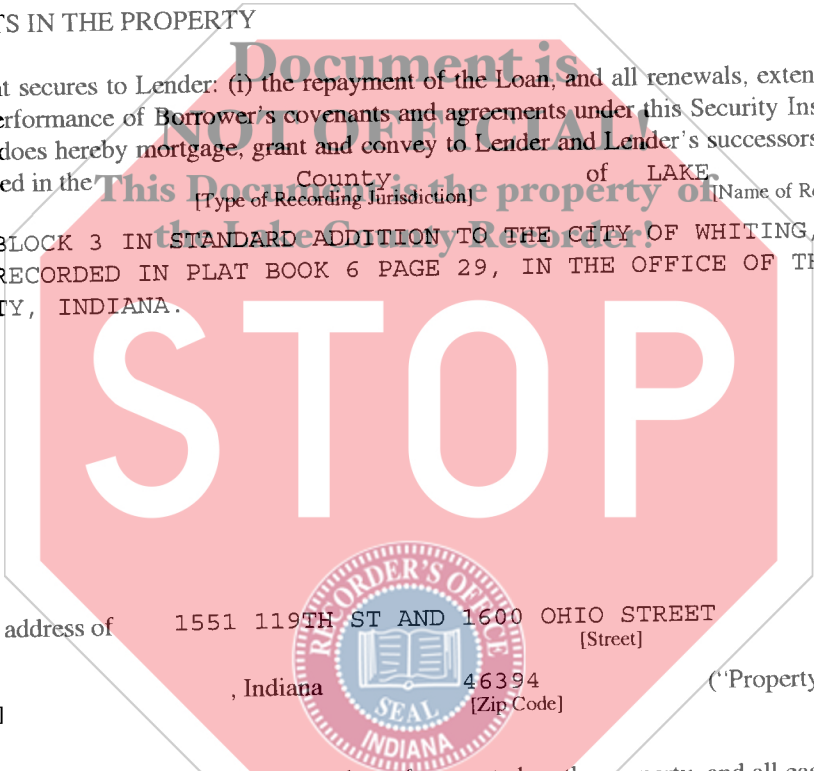 TS IN THE PROPERTY
Document is
nt secures to Lender: (i) the repayment of the Loan, and all renewals, exten
erformance of Borrower's covenants and agreements under this Security Ins
NOT OFFICIAL!
does hereby mortgage, grant and convey to Lender and Lender's successors
ed in the County of LAKE
This Document is the property of
[Type of Recording Jurisdiction] [Name of Re
the Lake County Recorder!
BLOCK 3 IN STANDARD ADDITION TO THE CITY OF WHITING,
RECORDED IN PLAT BOOK 6 PAGE 29, IN THE OFFICE OF TH
TY, INDIANA.
STOP
RECORDER'S OFFICE
address of 1551 119TH ST AND 1600 OHIO STREET
[Street]
, Indiana 46394 ("Property
[Zip Code]
]
SEAL
INDIANA
property, and all eas